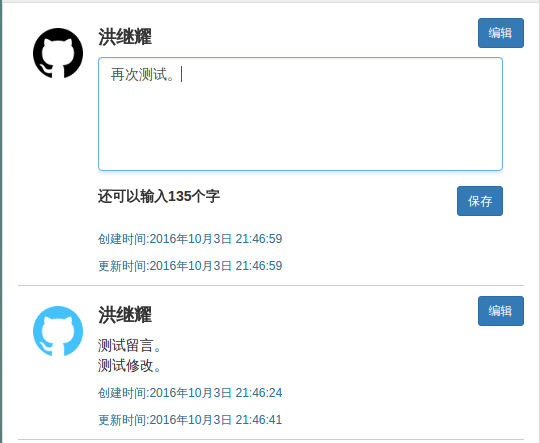 洪继耀
编辑
再次测试。
还可以输入135个字
保存
创建时间:2016年10月3日 21:46:59
更新时间:2016年10月3日 21:46:59
洪继耀
编辑
测试留言。
测试修改。
创建时间:2016年10月3日 21:46:24
更新时间:2016年10月3日 21:46:41